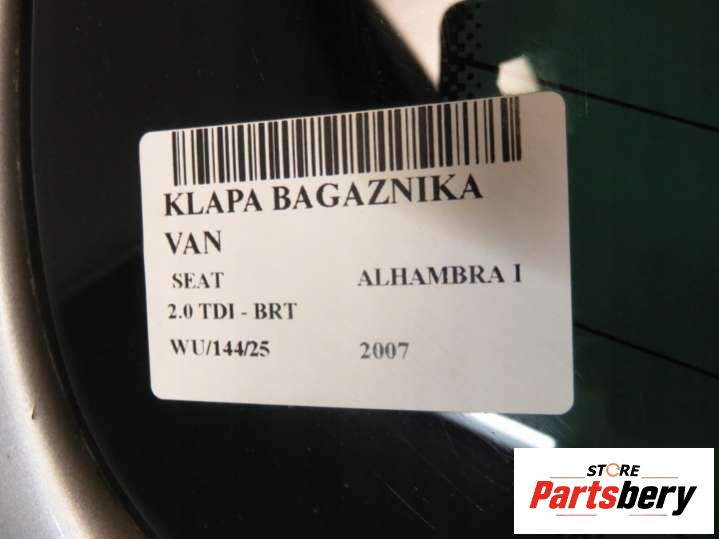 KLAPA BAGAZNIKA
VAN
SEAT ALHAMBRA I
2.0 TDI - BRT
WU/144/25 2007
STORE
Partsbery